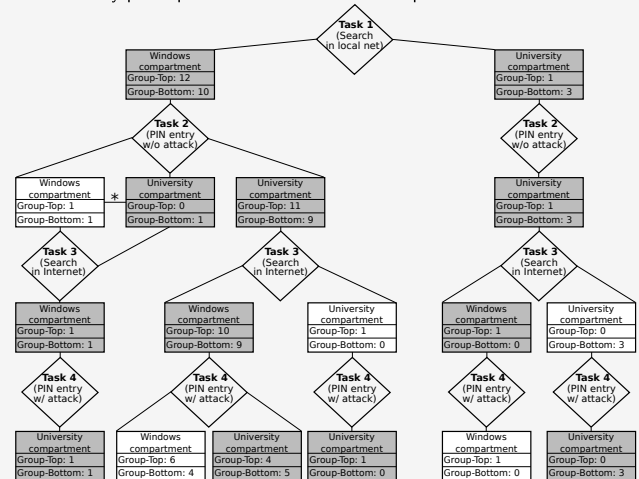 Task 1
(Search
in local net)
Windows
compartment
Group-Top: 12
Group-Bottom: 10
University
compartment
Group-Top: 1
Group-Bottom: 3
Task 2
(PIN entry
w/o attack)
Task 2
(PIN entry
w/o attack)
Windows
compartment
Group-Top: 1
Group-Bottom: 1
*
University
compartment
Group-Top: 0
Group-Bottom: 1
University
compartment
Group-Top: 11
Group-Bottom: 9
University
compartment
Group-Top: 1
Group-Bottom: 3
Task 3
(Search
in Internet)
Task 3
(Search
in Internet)
Task 3
(Search
in Internet)
Windows
compartment
Group-Top: 1
Group-Bottom: 1
Windows
compartment
Group-Top: 10
Group-Bottom: 9
University
compartment
Group-Top: 1
Group-Bottom: 0
Windows
compartment
Group-Top: 1
Group-Bottom: 0
University
compartment
Group-Top: 0
Group-Bottom: 3
Task 4
(PIN entry
w/ attack)
Task 4
(PIN entry
w/ attack)
Task 4
(PIN entry
w/ attack)
Task 4
(PIN entry
w/ attack)
Task 4
(PIN entry
w/ attack)
University
compartment
Group-Top: 1
Group-Bottom: 1
Windows
compartment
Group-Top: 6
Group-Bottom: 4
University
compartment
Group-Top: 4
Group-Bottom: 5
University
compartment
Group-Top: 1
Group-Bottom: 0
Windows
compartment
Group-Top: 1
Group-Bottom: 0
University
compartment
Group-Top: 0
Group-Bottom: 3